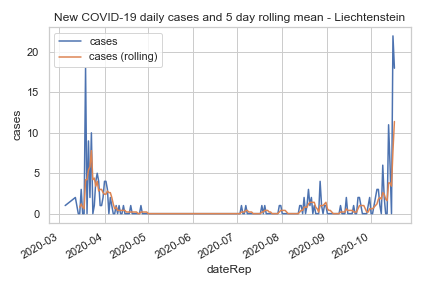 New COVID-19 daily cases and 5 day rolling mean - Liechtenstein
cases
cases (rolling)
20
15
10
5
0
cases
2020-03
2020-04
2020-05
2020-06
2020-07
2020-08
2020-09
2020-10
dateRep